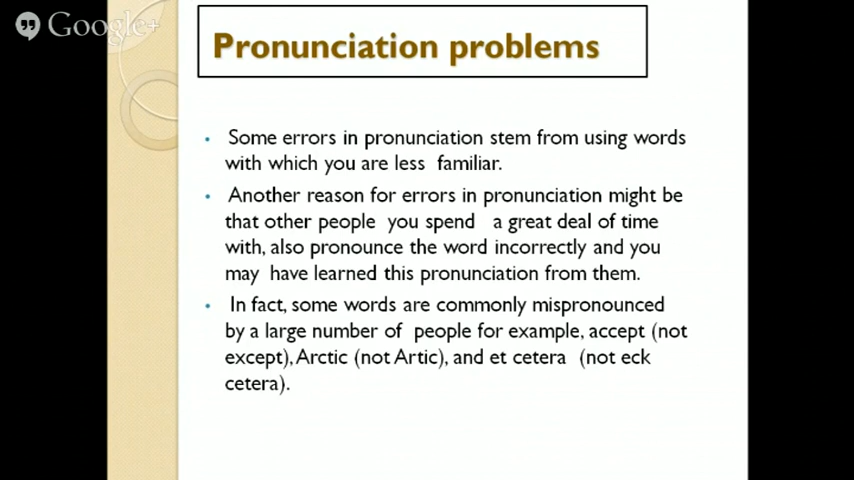 Google+
Pronunciation problems
• Some errors in pronunciation stem from using words
with which you are less familiar.
• Another reason for errors in pronunciation might be
that other people you spend a great deal of time
with, also pronounce the word incorrectly and you
may have learned this pronunciation from them.
• In fact, some words are commonly mispronounced
by a large number of people for example, accept (not
except), Arctic (not Artic), and et cetera (not eck
cetera).